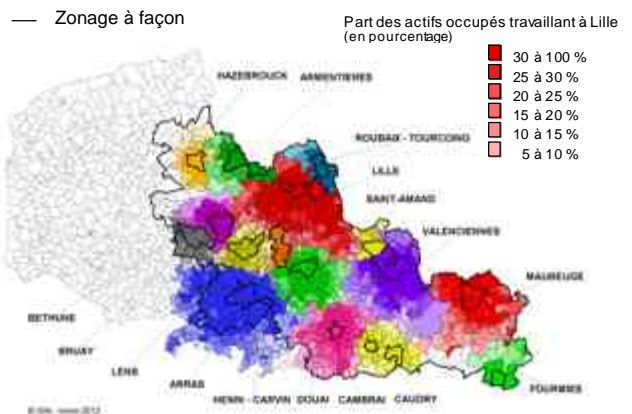 Zonage à façon
Part des actifs occupés travaillant à Lille
(en pourcentage)
30 à 100 %
25 à 30 %
20 à 25 %
15 à 20 %
10 à 15 %
5 à 10 %
HAZEBROUCK
ARMENTIERES
ROUBAIX - TOURCOING
LILLE
SAINT-AMAND
VALENCIENNES
MAUBEUGE
BETHUNE
BRUAY
LENS
ARRAS
HENIN - CARVIN
DOUAI
CAMBRAI
CAUDRY
FOURMIES